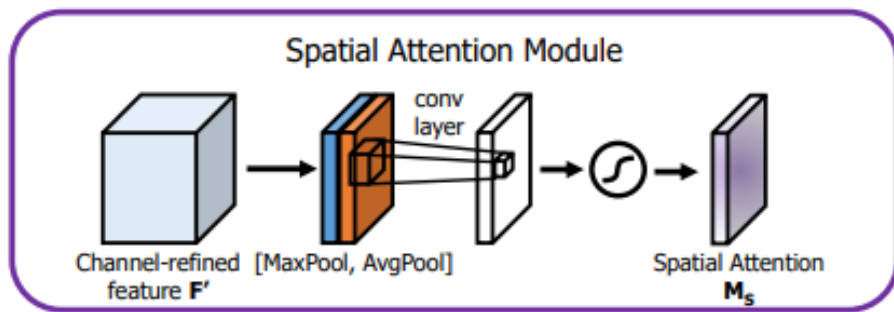 Spatial Attention Module
conv
layer
Channel-refined
feature F'
[MaxPool, AvgPool]
Spatial Attention
Ms